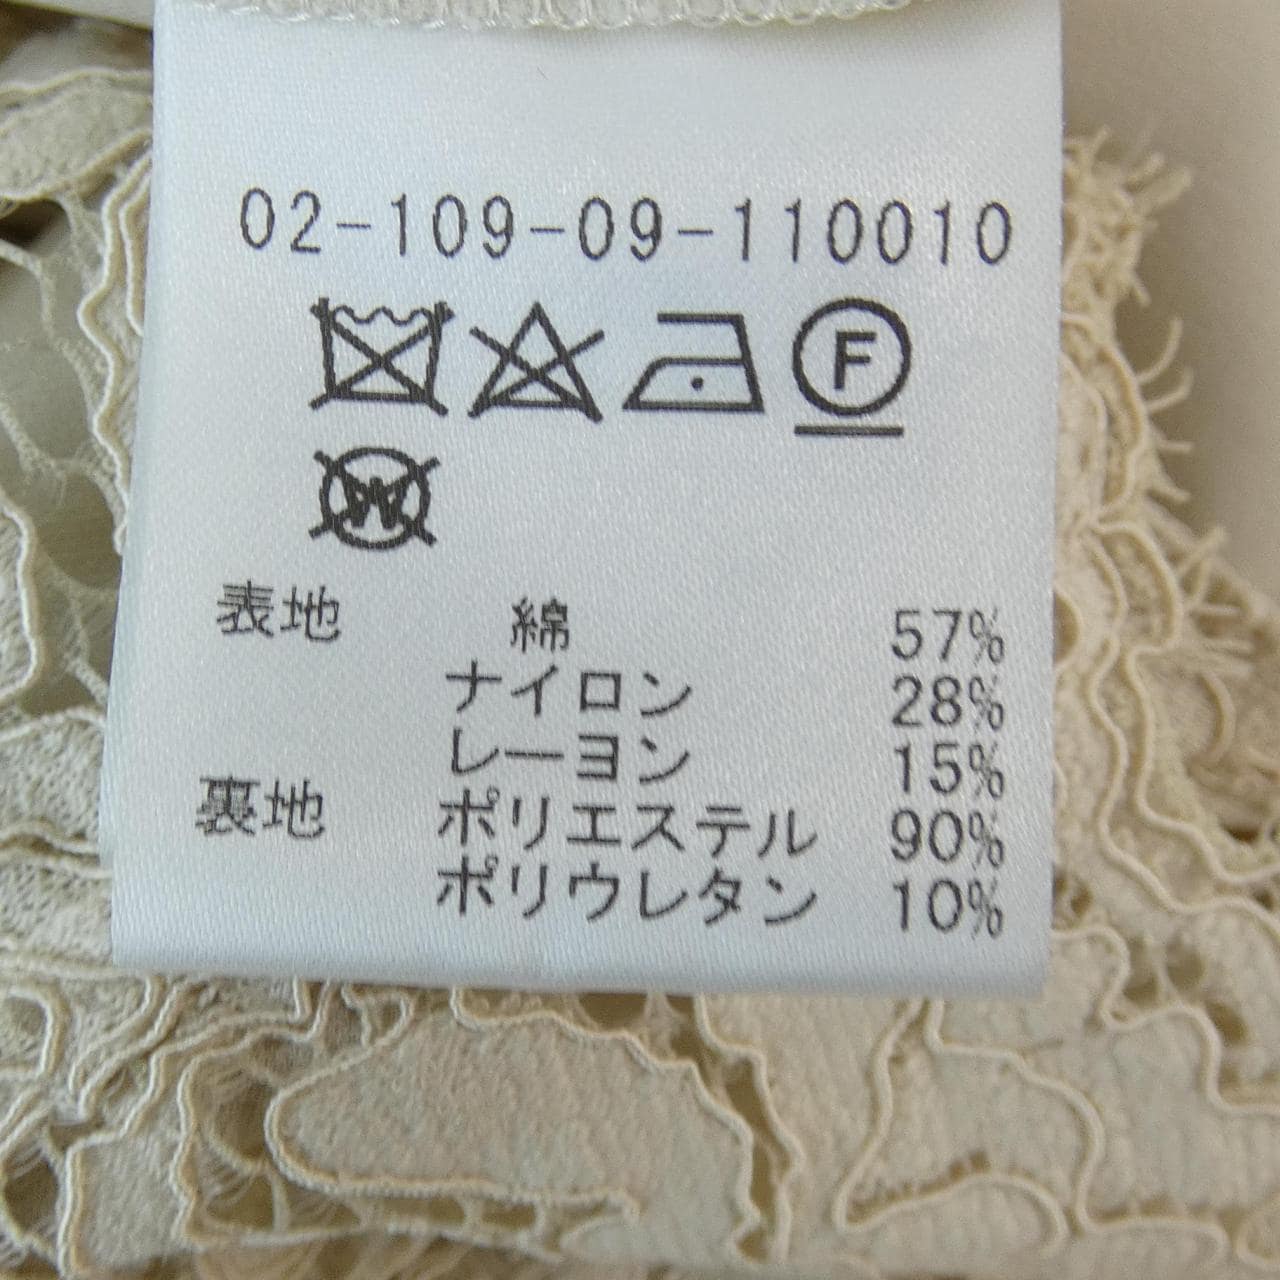 02-109-09-110010
F
W
表地 綿 57%
ナイロン 28%
レーヨン 15%
裏地 ポリエステル 90%
ポリウレタン 10%